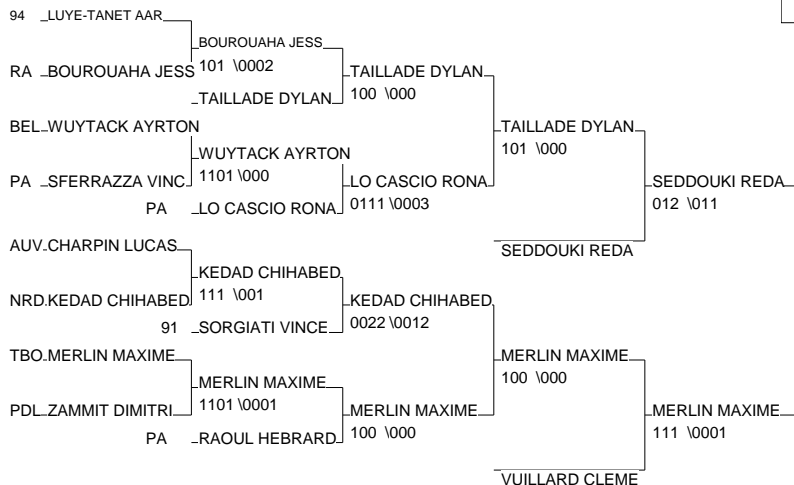 94 LUYE-TANET AAR
BOUROUAHA JESS
RA BOUROUAHA JESS 101 \0002 TAILLADE DYLAN
TAILLADE DYLAN 100 \000
BEL WUYTACK AYRTON TAILLADE DYLAN
WUYTACK AYRTON 101 \000
PA SFERRAZZA VINC 1101 \000 LO CASCIO RONA SEDDOUKI REDA
PA LO CASCIO RONA 0111 \0003 012 \011
AUV CHARPIN LUCAS SEDDOUKI REDA
KEDAD CHIHABED
NRD KEDAD CHIHABED 111 \001 KEDAD CHIHABED
91 SORGIATI VINCE 0022 \0012
TBO MERLIN MAXIME MERLIN MAXIME
MERLIN MAXIME 100 \000
PDL ZAMMIT DIMITRI 1101 \0001 MERLIN MAXIME MERLIN MAXIME
PA RAOUL HEBRARD 100 \000 111 \0001
VUILLARD CLEME